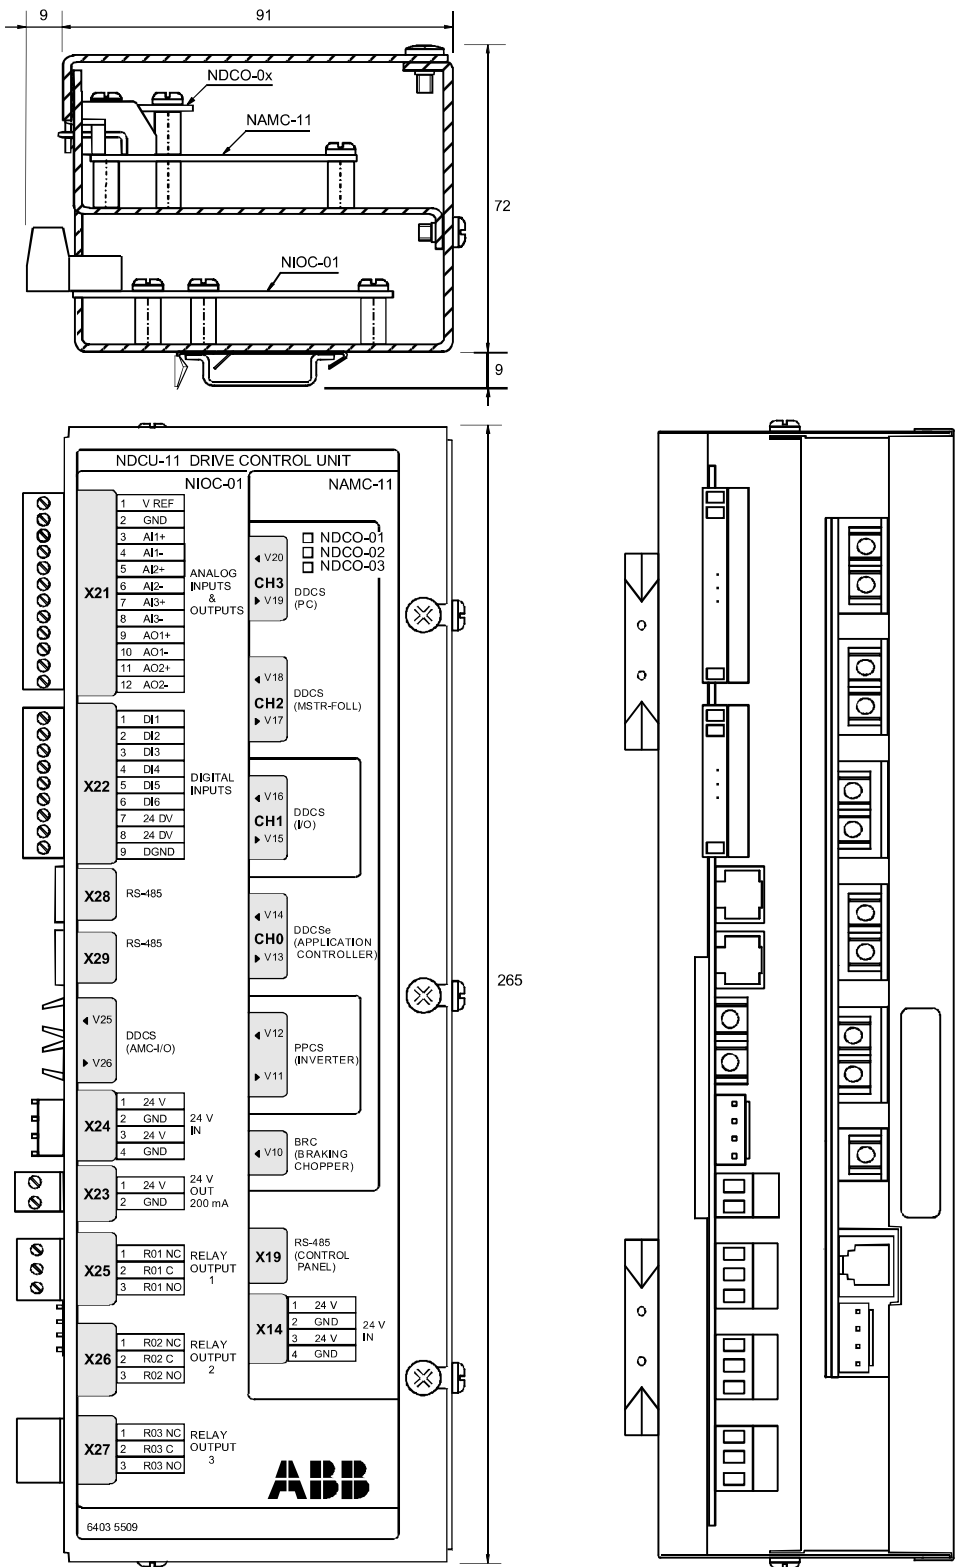 9
91
NDCO-0x
NAMC-11
72
NIOC-01
9
NDCU-11 DRIVE CONTROL UNIT
NIOC-01
X21
1 V REF
2 GND
3 AI1+
4 AI1-
5 AI2+
6 AI2-
7 AI3+
8 AI3-
9 AO1+
10 AO1-
11 AO2+
12 AO2-
ANALOG
INPUTS
&
OUTPUTS
X22
1 DI1
2 DI2
3 DI3
4 DI4
5 DI5
6 DI6
7 24 DV
8 24 DV
9 DGND
DIGITAL
INPUTS
X28
RS-485
X29
RS-485
V25
V26
DDCS
(AMC-I/O)
X24
1 24 V
2 GND
3 24 V
4 GND
24 V
IN
X23
1 24 V
2 GND
24 V
OUT
200 mA
X25
1 R01 NC
2 R01 C
3 R01 NO
RELAY
OUTPUT
1
X26
1 R02 NC
2 R02 C
3 R02 NO
RELAY
OUTPUT
2
X27
1 R03 NC
2 R03 C
3 R03 NO
RELAY
OUTPUT
3
NAMC-11
NDCO-01
NDCO-02
NDCO-03
V20
CH3
V19
DDCS
(PC)
V18
CH2
V17
DDCS
(MSTR-FOLL)
V16
CH1
V15
DDCS
(I/O)
V14
CH0
V13
DDCSe
(APPLICATION
CONTROLLER)
V12
V11
PPCS
(INVERTER)
V10
BRC
(BRAKING
CHOPPER)
X19
RS-485
(CONTROL
PANEL)
X14
1 24 V
2 GND
3 24 V
4 GND
24 V
IN
ABB
6403 5509
265